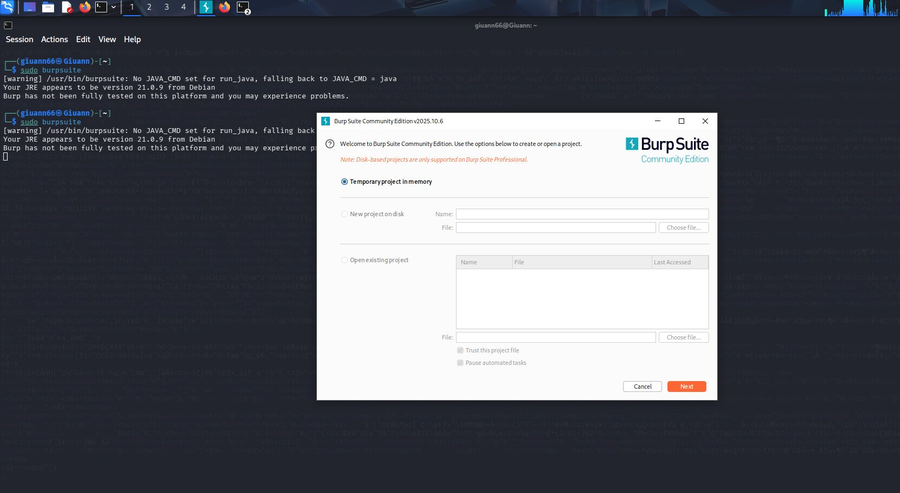 1 2 3 4
2
giuann66@Giuann: ~
Session Actions Edit View Help
(giuann66㉿Giuann)-[~]
$ sudo burpsuite
[warning] /usr/bin/burpsuite: No JAVA_CMD set for run_java, falling back to JAVA_CMD = java
Your JRE appears to be version 21.0.9 from Debian
Burp has not been fully tested on this platform and you may experience problems.
(giuann66㉿Giuann)-[~]
$ sudo burpsuite
[warning] /usr/bin/burpsuite: No JAVA_CMD set for run_java, falling back
Your JRE appears to be version 21.0.9 from Debian
Burp has not been fully tested on this platform and you may experience p
Burp Suite Community Edition v2025.10.6
Welcome to Burp Suite Community Edition. Use the options below to create or open a project.
Note: Disk-based projects are only supported on Burp Suite Professional.
Burp Suite
Community Edition
Temporary project in memory
New project on disk Name:
File: Choose file...
Open existing project Name File Last Accessed
File: Choose file...
Trust this project file
Pause automated tasks
Cancel Next